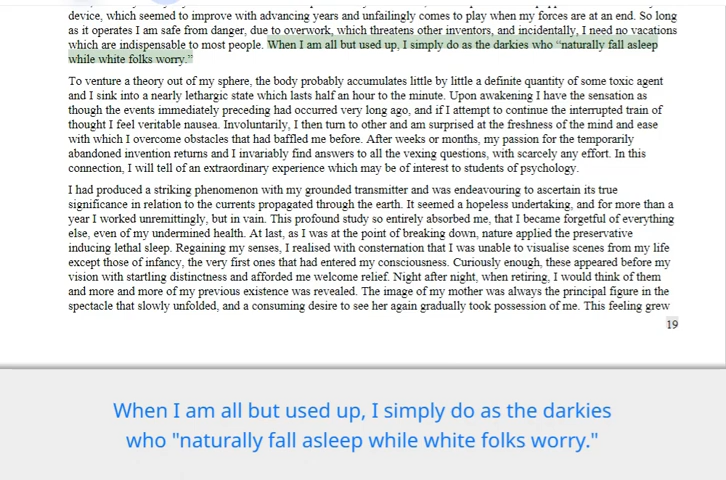 device, which seemed to improve with advancing years and unfailingly comes to play when my forces are at an end. So long
as it operates I am safe from danger, due to overwork, which threatens other inventors, and incidentally, I need no vacations
which are indispensable to most people. When I am all but used up, I simply do as the darkies who “naturally fall asleep
while white folks worry.”
To venture a theory out of my sphere, the body probably accumulates little by little a definite quantity of some toxic agent
and I sink into a nearly lethargic state which lasts half an hour to the minute. Upon awakening I have the sensation as
though the events immediately preceding had occurred very long ago, and if I attempt to continue the interrupted train of
thought I feel veritable nausea. Involuntarily, I then turn to other and am surprised at the freshness of the mind and ease
with which I overcome obstacles that had baffled me before. After weeks or months, my passion for the temporarily
abandoned invention returns and I invariably find answers to all the vexing questions, with scarcely any effort. In this
connection, I will tell of an extraordinary experience which may be of interest to students of psychology.
I had produced a striking phenomenon with my grounded transmitter and was endeavouring to ascertain its true
significance in relation to the currents propagated through the earth. It seemed a hopeless undertaking, and for more than a
year I worked unremittingly, but in vain. This profound study so entirely absorbed me, that I became forgetful of everything
else, even of my undermined health. At last, as I was at the point of breaking down, nature applied the preservative
inducing lethal sleep. Regaining my senses, I realised with consternation that I was unable to visualise scenes from my life
except those of infancy, the very first ones that had entered my consciousness. Curiously enough, these appeared before my
vision with startling distinctness and afforded me welcome relief. Night after night, when retiring, I would think of them
and more and more of my previous existence was revealed. The image of my mother was always the principal figure in the
spectacle that slowly unfolded, and a consuming desire to see her again gradually took possession of me. This feeling grew
19
When I am all but used up, I simply do as the darkies
who "naturally fall asleep while white folks worry."